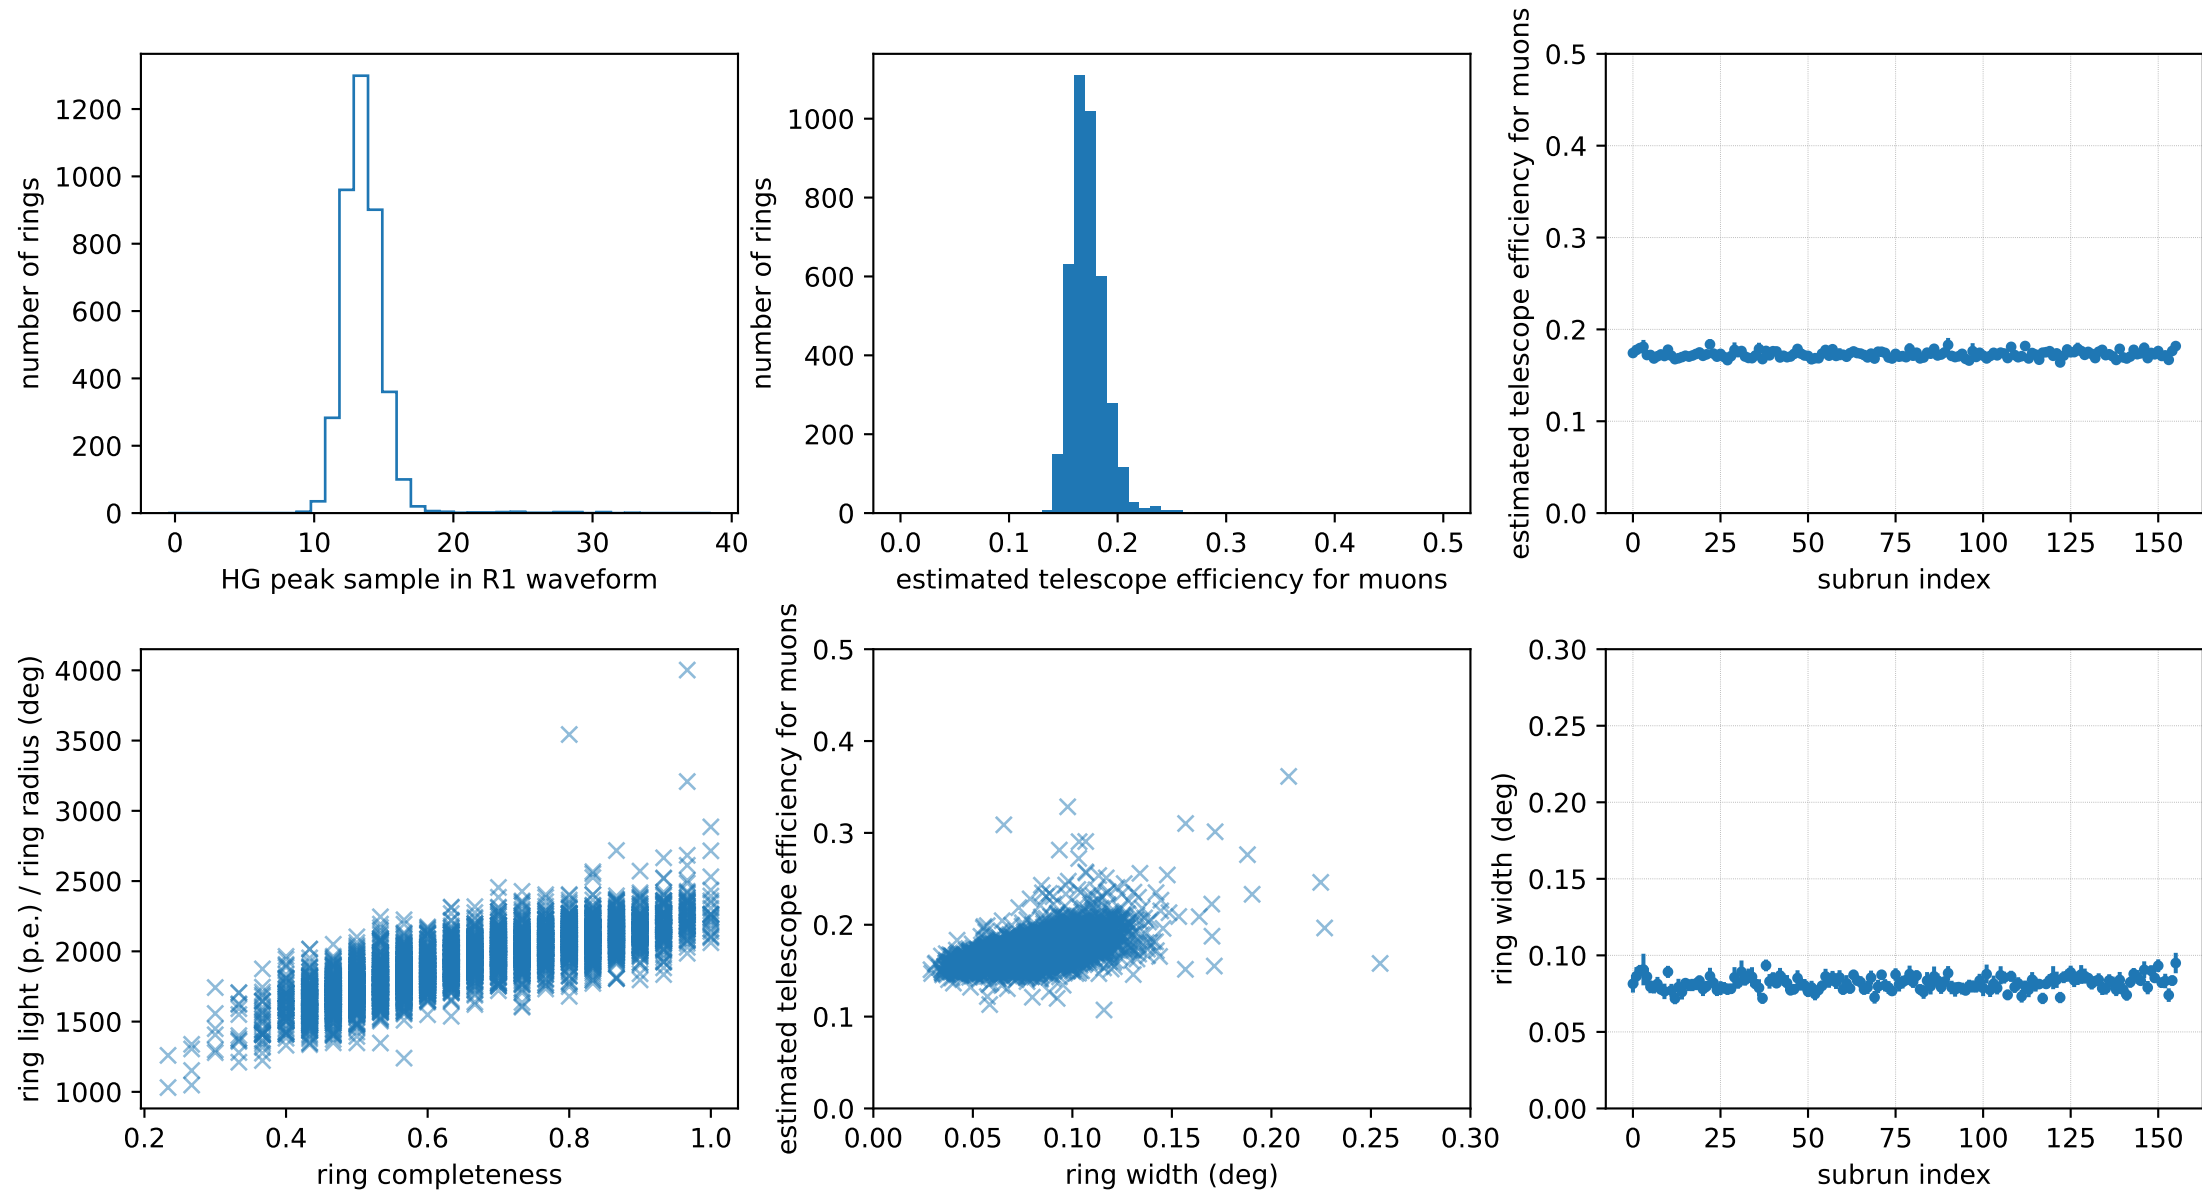 number of rings
1200
1000
800
600
400
200
0
0 10 20 30 40
HG peak sample in R1 waveform
number of rings
1000
800
600
400
200
0
0.0 0.1 0.2 0.3 0.4 0.5
estimated telescope efficiency for muons
estimated telescope efficiency for muons
0.5
0.4
0.3
0.2
0.1
0.0
0 25 50 75 100 125 150
subrun index
ring light (p.e.) / ring radius (deg)
4000
3500
3000
2500
2000
1500
1000
0.2 0.4 0.6 0.8 1.0
ring completeness
estimated telescope efficiency for muons
0.5
0.4
0.3
0.2
0.1
0.0
0.00 0.05 0.10 0.15 0.20 0.25 0.30
ring width (deg)
ring width (deg)
0.30
0.25
0.20
0.15
0.10
0.05
0.00
0 25 50 75 100 125 150
subrun index